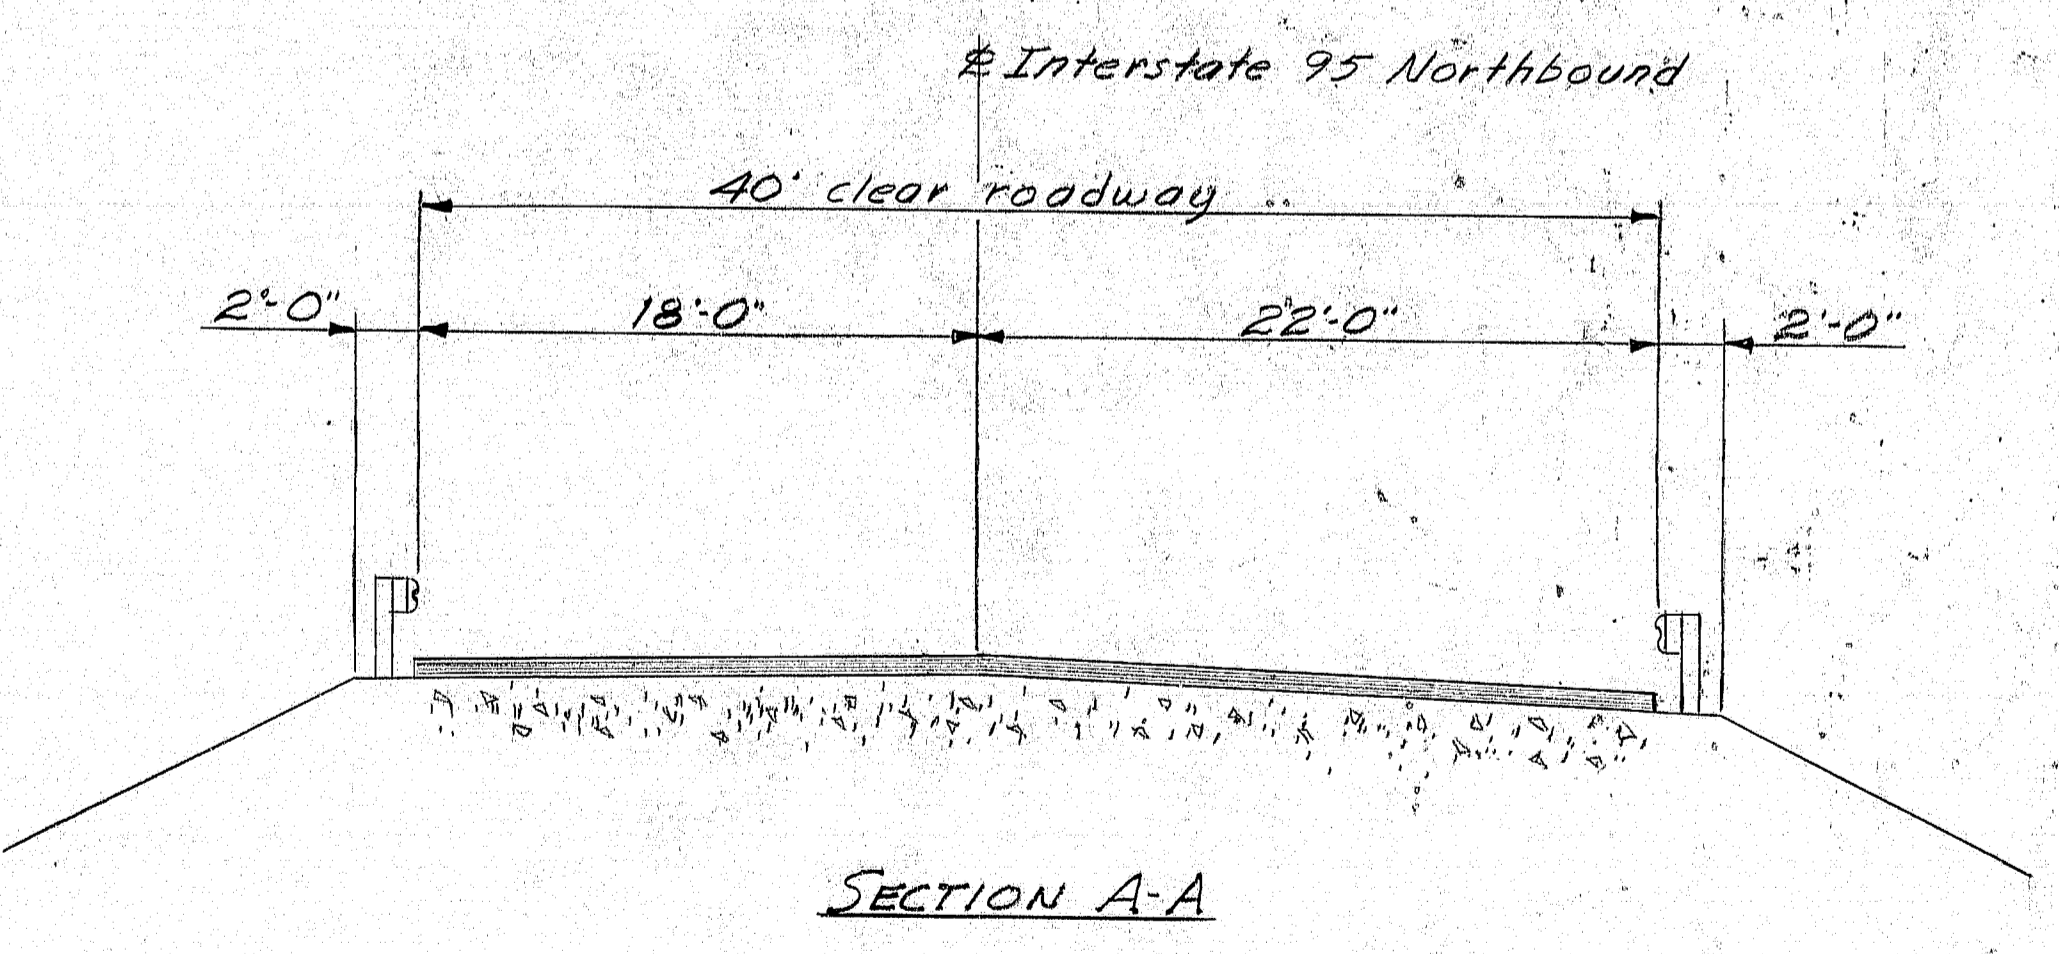 ℄ Interstate 95 Northbound
40' clear roadway
2'-0" 18'-0" 22'-0" 2'-0"
SECTION A-A